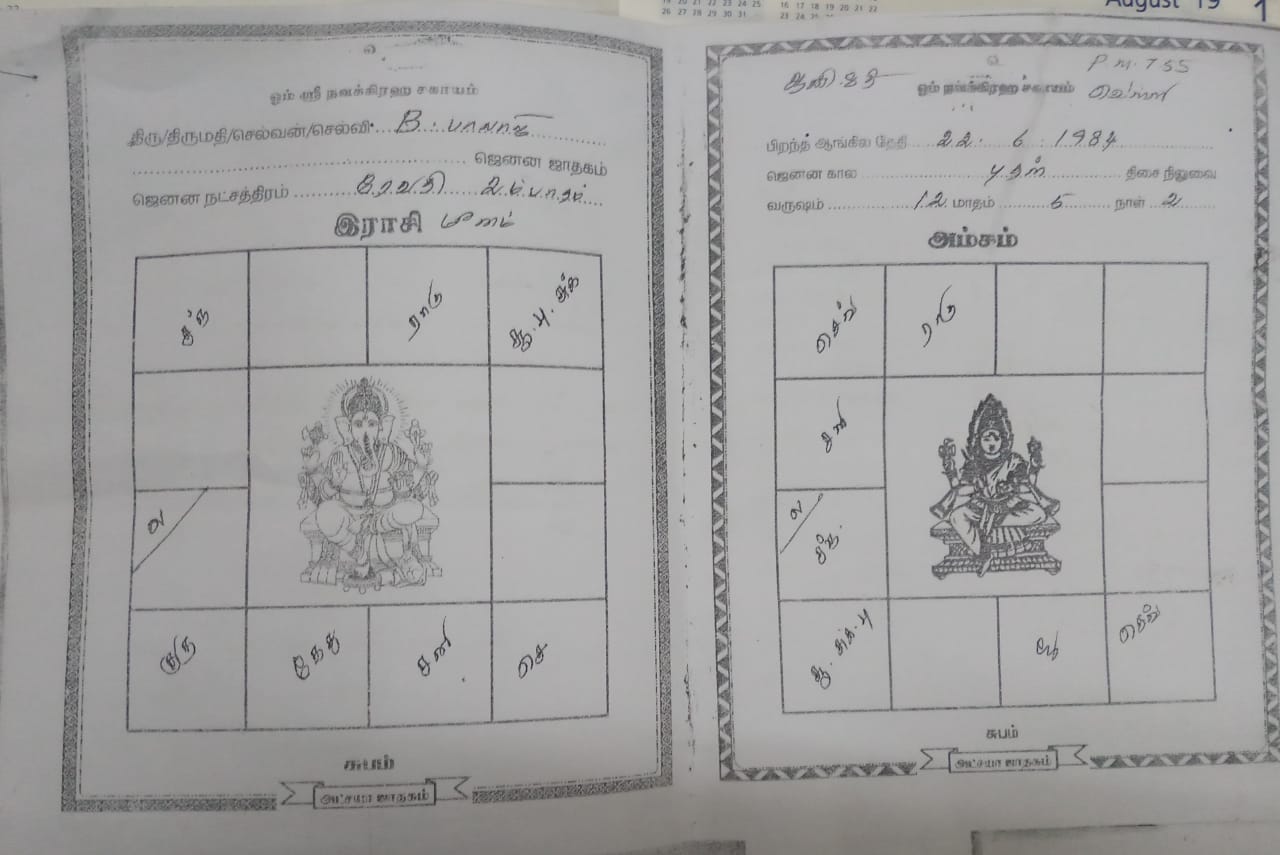 August 19 1
19 20 21 22 23 24 25
26 27 28 29 30 31
16 17 18 19 20 21 22
23 24 25
உ
ஓம் ஸ்ரீ நவக்கிரஹ சகாயம்
திரு/திருமதி/செல்வன்/செல்வி B. பாலாஜி
ஜெனன ஜாதகம்
ஜெனன நட்சத்திரம் ரேவதி 2ம் பாதம்
இராசி மீனம்
சந்
ராகு
சூ. பு. சுக்
ல
குரு
கேது
சனி
செ
சுபம்
அட்சயா ஜாதகம்
உ
ஆனி 8 தி P.M. 7.55
ஓம் நவக்கிரஹ சகாயம் வெள்ளி
பிறந்த ஆங்கில தேதி 22. 6. 1984
ஜெனன கால புதன் திசை நிலுவை
வருஷம் 12 மாதம் 5 நாள் 2
அம்சம்
ராகு
சனி
ல
சந்
சூ. சுக். பு
சுபம்
அட்சயா ஜாதகம்